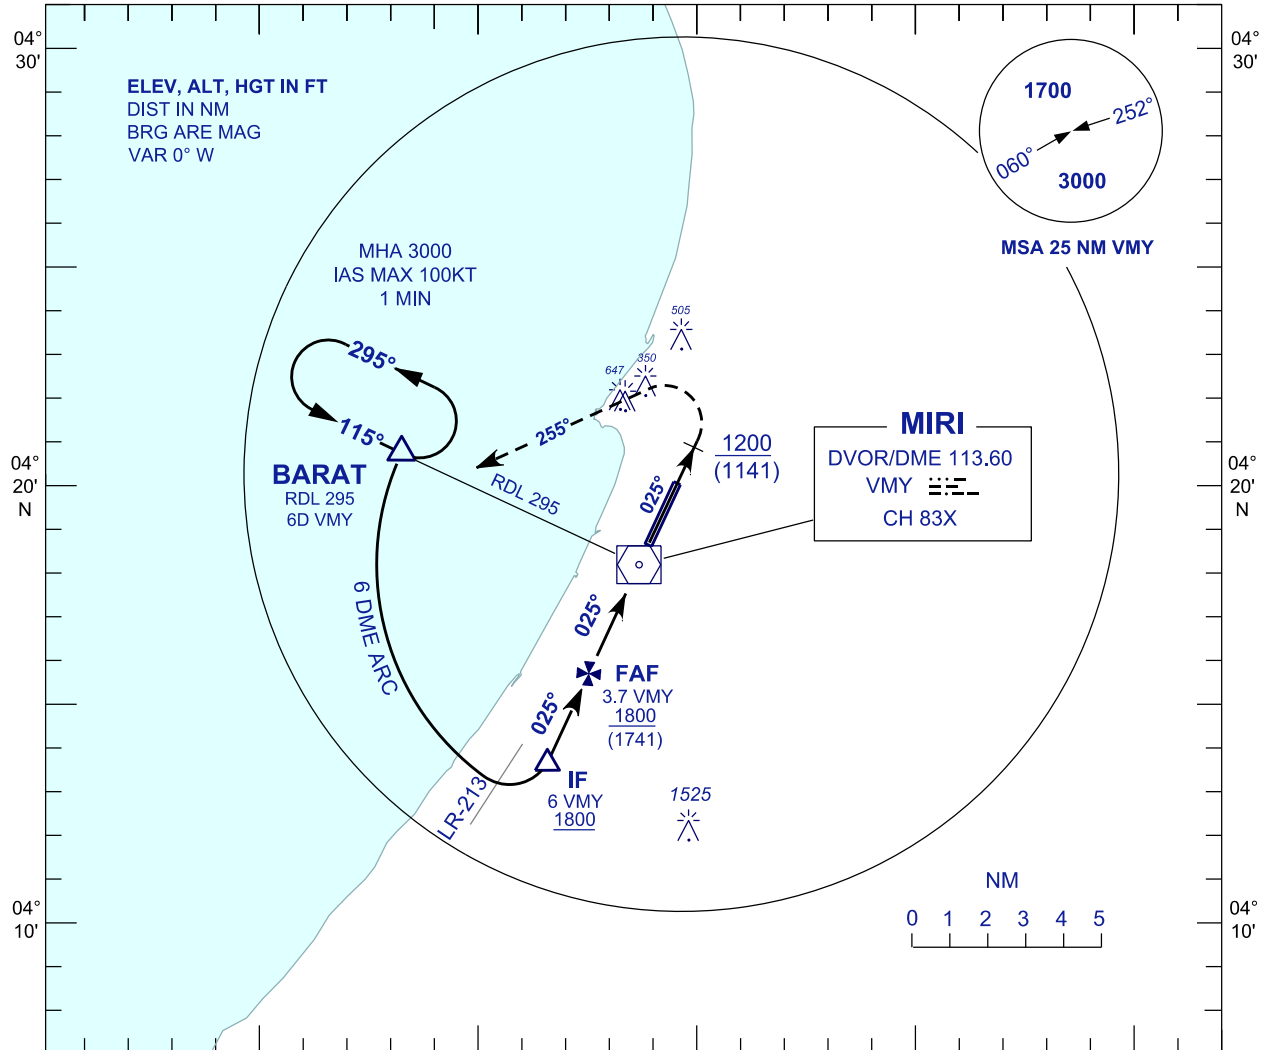 04°
30'
04°
30'
ELEV, ALT, HGT IN FT
DIST IN NM
BRG ARE MAG
VAR 0° W
1700
252°
060°
3000
MSA 25 NM VMY
MHA 3000
IAS MAX 100KT
1 MIN
505
350
647
295°
115°
255°
BARAT
RDL 295
6D VMY
RDL 295
025°
1200
(1141)
MIRI
DVOR/DME 113.60
VMY
CH 83X
04°
20'
N
04°
20'
N
6 DME ARC
025°
FAF
3.7 VMY
1800
(1741)
025°
IF
6 VMY
1800
LR-213
1525
NM
0 1 2 3 4 5
04°
10'
04°
10'